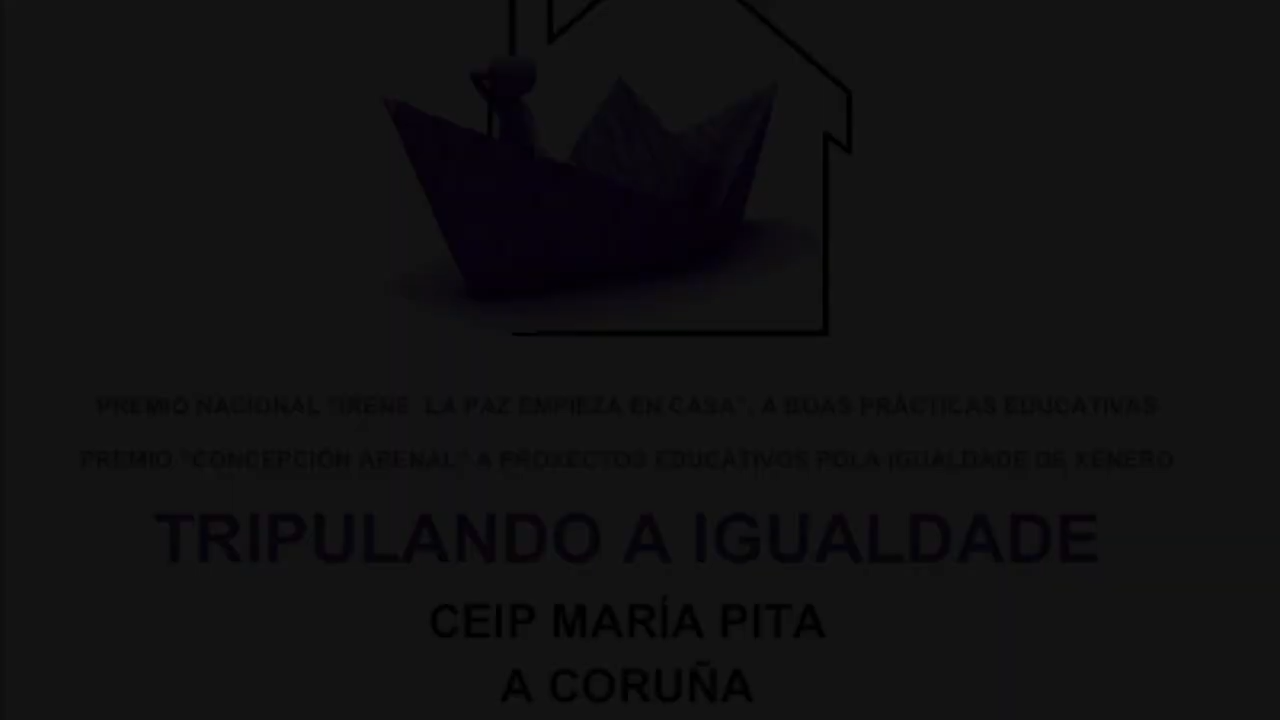 PREMIO NACIONAL "IRENE LA PAZ EMPIEZA EN CASA", A BOAS PRÁCTICAS EDUCATIVAS
PREMIO "CONCEPCIÓN ARENAL" A PROXECTOS EDUCATIVOS POLA IGUALDADE DE XÉNERO
TRIPULANDO A IGUALDADE
CEIP MARÍA PITA
A CORUÑA